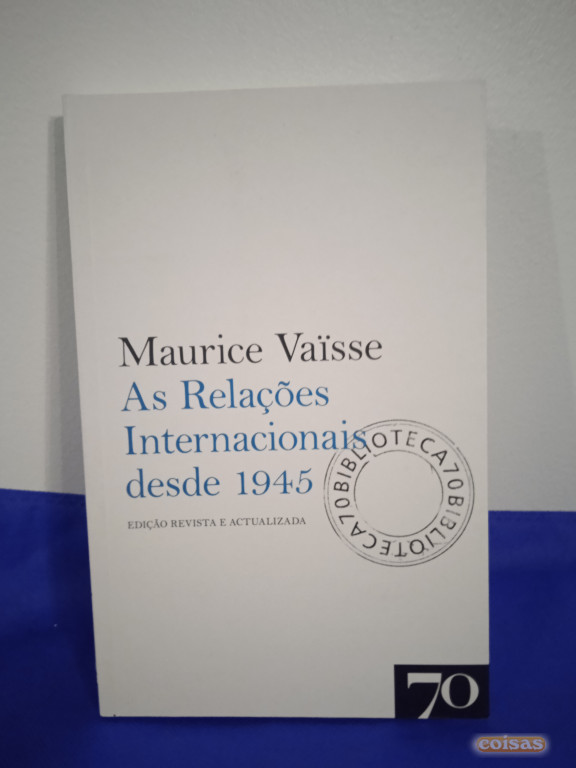 Maurice Vaïsse
As Relações
Internacionais
desde 1945
EDIÇÃO REVISTA E ACTUALIZADA
BIBLIOTECA70BIBLIOTECA70
70
coisas